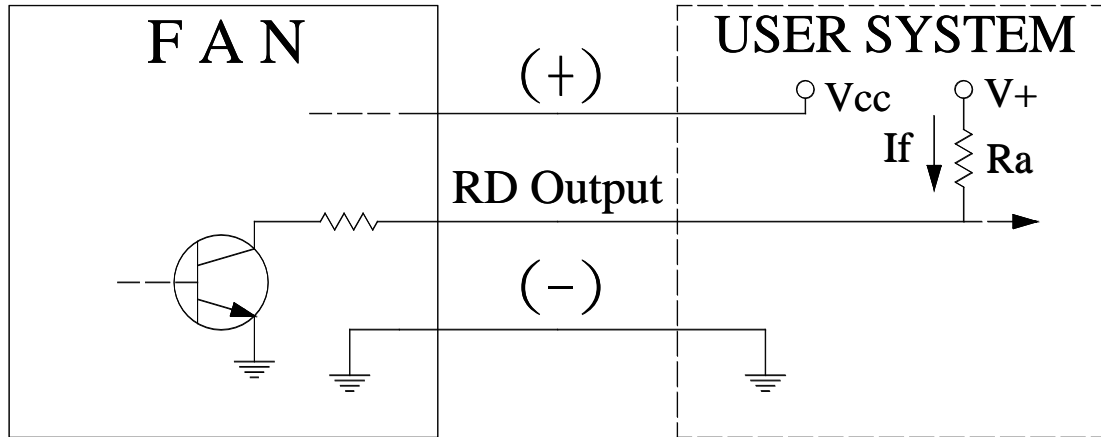 F A N
USER SYSTEM
(+)
Vcc
V+
If
Ra
RD Output
(-)